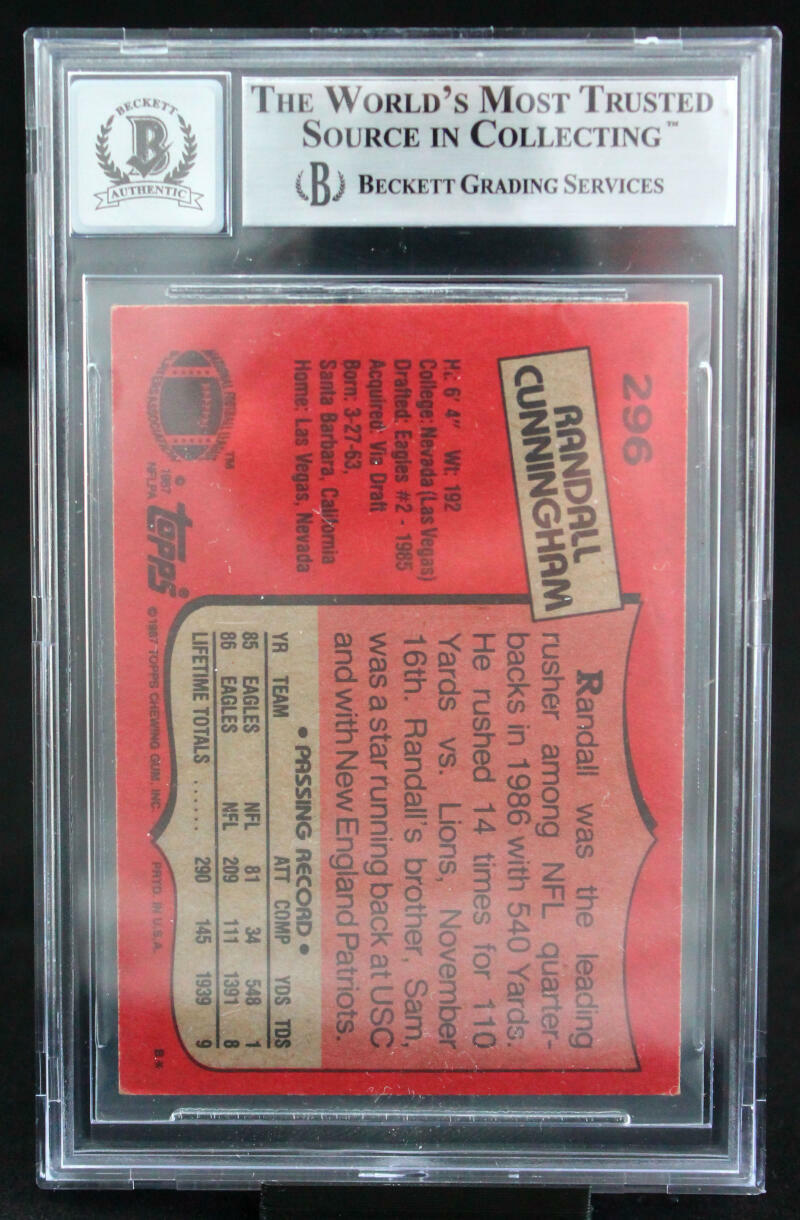 BECKETT
B
AUTHENTIC
THE WORLD'S MOST TRUSTED
SOURCE IN COLLECTING™
B BECKETT GRADING SERVICES
296
RANDALL
CUNNINGHAM
Ht: 6' 4" Wt: 192
College: Nevada (Las Vegas)
Drafted: Eagles #2 - 1985
Acquired: Via Draft
Born: 3-27-63,
Santa Barbara, California
Home: Las Vegas, Nevada
TM
© 1987 NFLPA
topps
©1987 TOPPS CHEWING GUM, INC. PRTD. IN U.S.A.
Randall was the leading
rusher among NFL quarter-
backs in 1986 with 540 Yards.
He rushed 14 times for 110
Yards vs. Lions, November
16th. Randall's brother, Sam,
was a star running back at USC
and with New England Patriots.
• PASSING RECORD •
YR TEAM ATT COMP YDS TDS
85 EAGLES NFL 81 34 548 1
86 EAGLES NFL 209 111 1391 8
LIFETIME TOTALS ...... 290 145 1939 9
B*